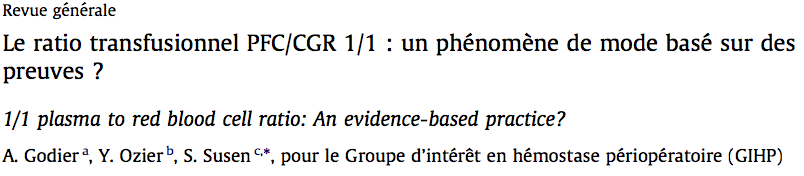 Revue générale
Le ratio transfusionnel PFC/CGR 1/1 : un phénomène de mode basé sur des
preuves ?
1/1 plasma to red blood cell ratio: An evidence-based practice?
A. Godier a, Y. Ozier b, S. Susen c,*, pour le Groupe d’intérêt en hémostase périopératoire (GIHP)